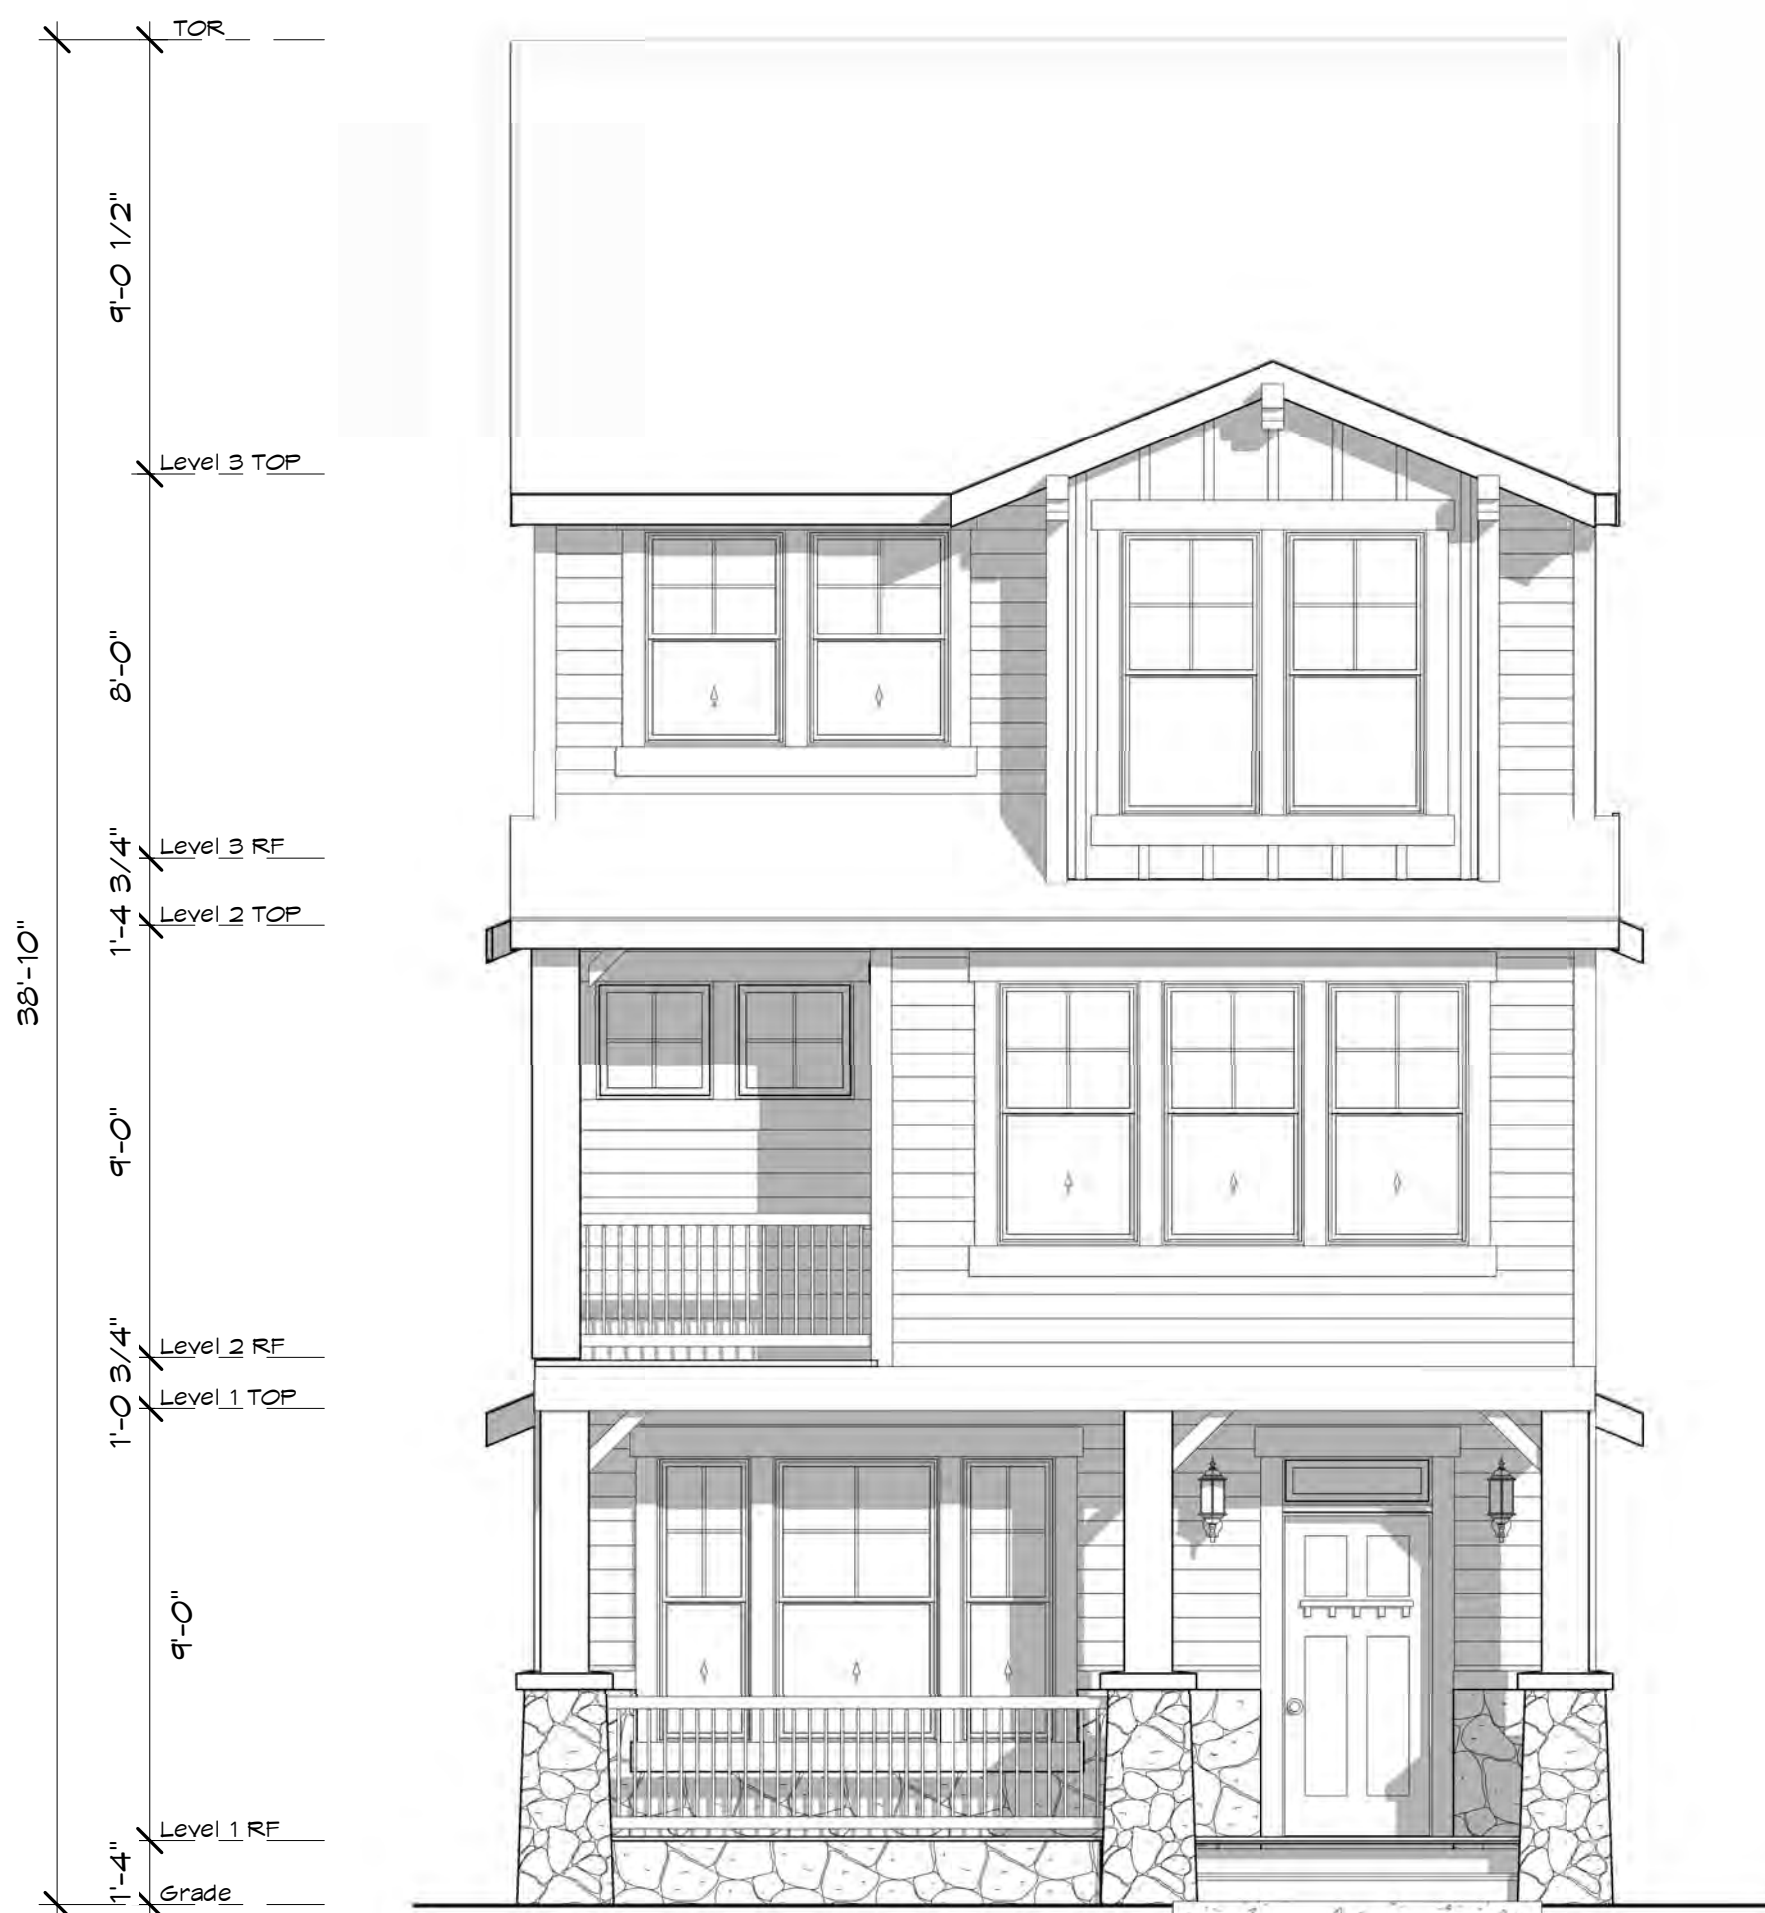 TOR
9'-0 1/2"
Level 3 TOP
8'-0"
Level 3 RF
1'-4 3/4"
Level 2 TOP
38'-10"
9'-0"
Level 2 RF
1'-0 3/4"
Level 1 TOP
9'-0"
Level 1 RF
1'-4"
Grade